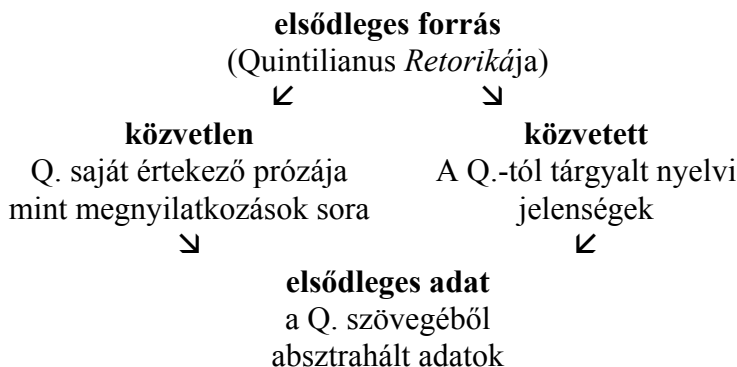 elsődleges forrás
(Quintilianus Retorikája)
közvetlen
Q. saját értekező prózája
mint megnyilatkozások sora
közvetett
A Q.-tól tárgyalt nyelvi
jelenségek
elsődleges adat
a Q. szövegéből
absztrahált adatok